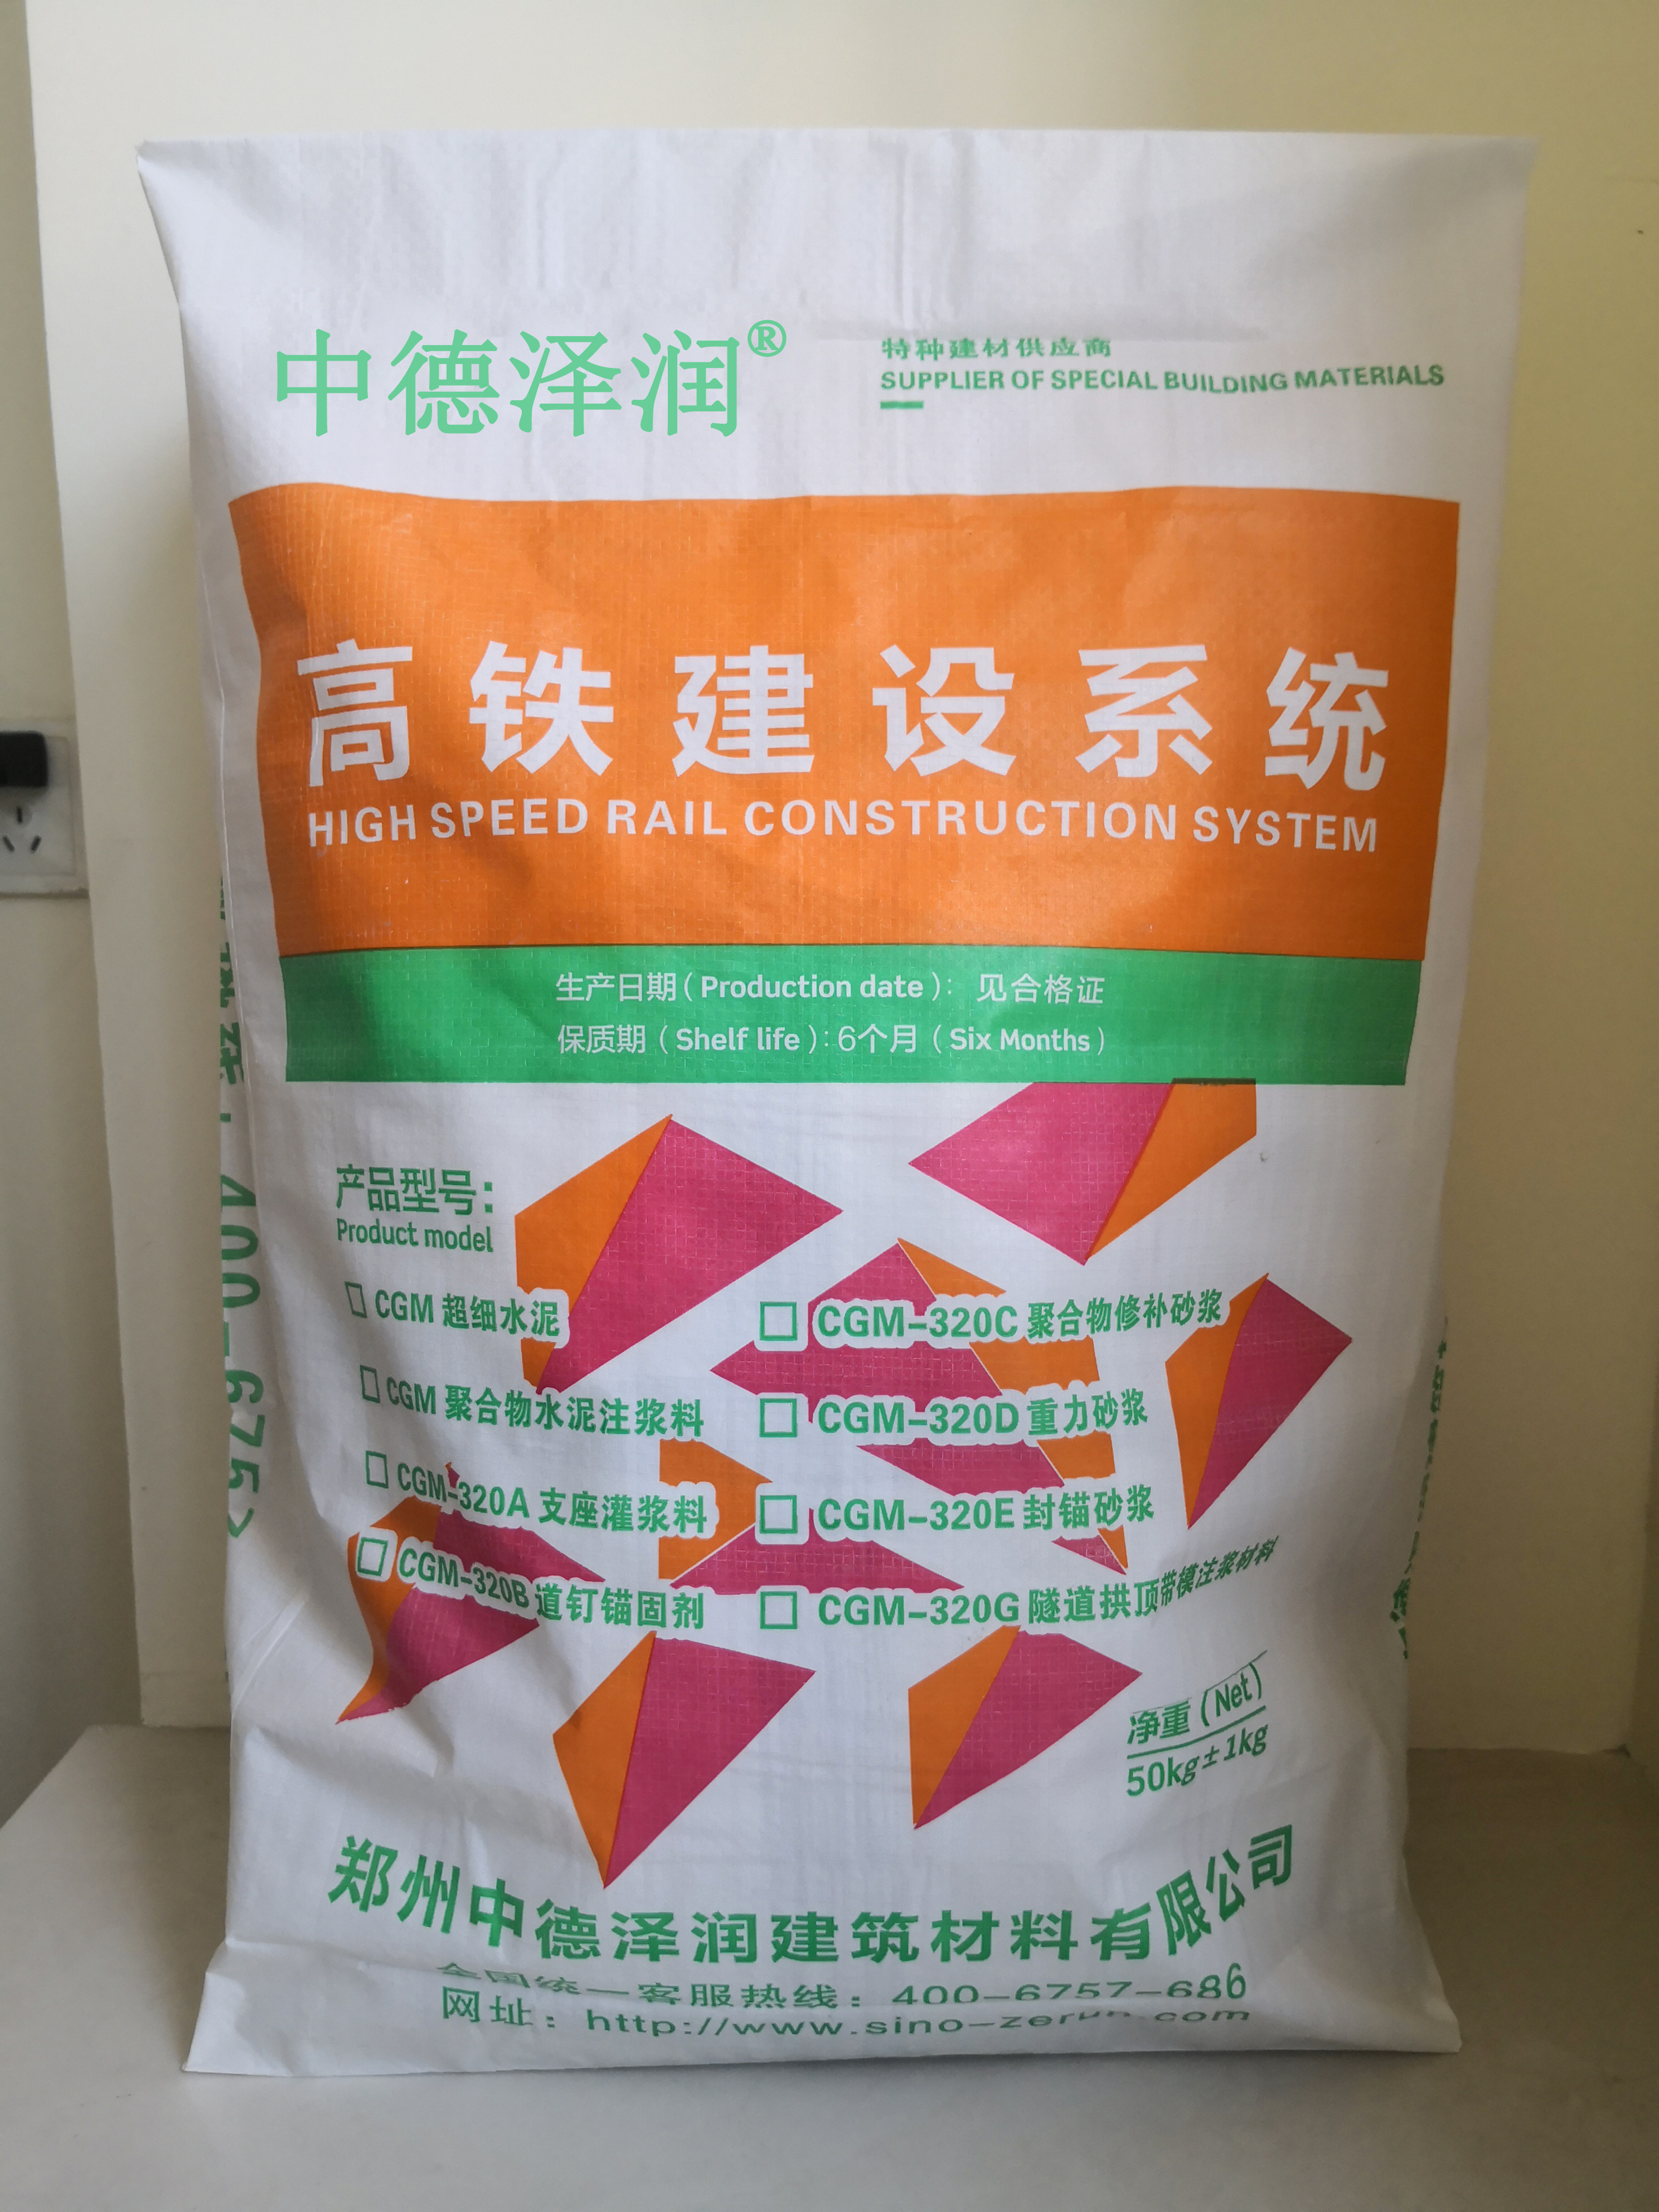 中德泽润®
特种建材供应商
SUPPLIER OF SPECIAL BUILDING MATERIALS
高铁建设系统
HIGH SPEED RAIL CONSTRUCTION SYSTEM
生产日期(Production date): 见合格证
保质期(Shelf life):6个月(Six Months)
产品型号:
Product model
CGM 超细水泥
CGM 聚合物水泥注浆料
CGM-320A 支座灌浆料
CGM-320B 道钉锚固剂
CGM-320C 聚合物修补砂浆
CGM-320D 重力砂浆
CGM-320E 封锚砂浆
CGM-320G 隧道拱顶带模注浆材料
净重(Net)
50kg±1kg
郑州中德泽润建筑材料有限公司
全国统一客服热线:400-6757-686
网址:http://www.sino-zerun.com
400-675